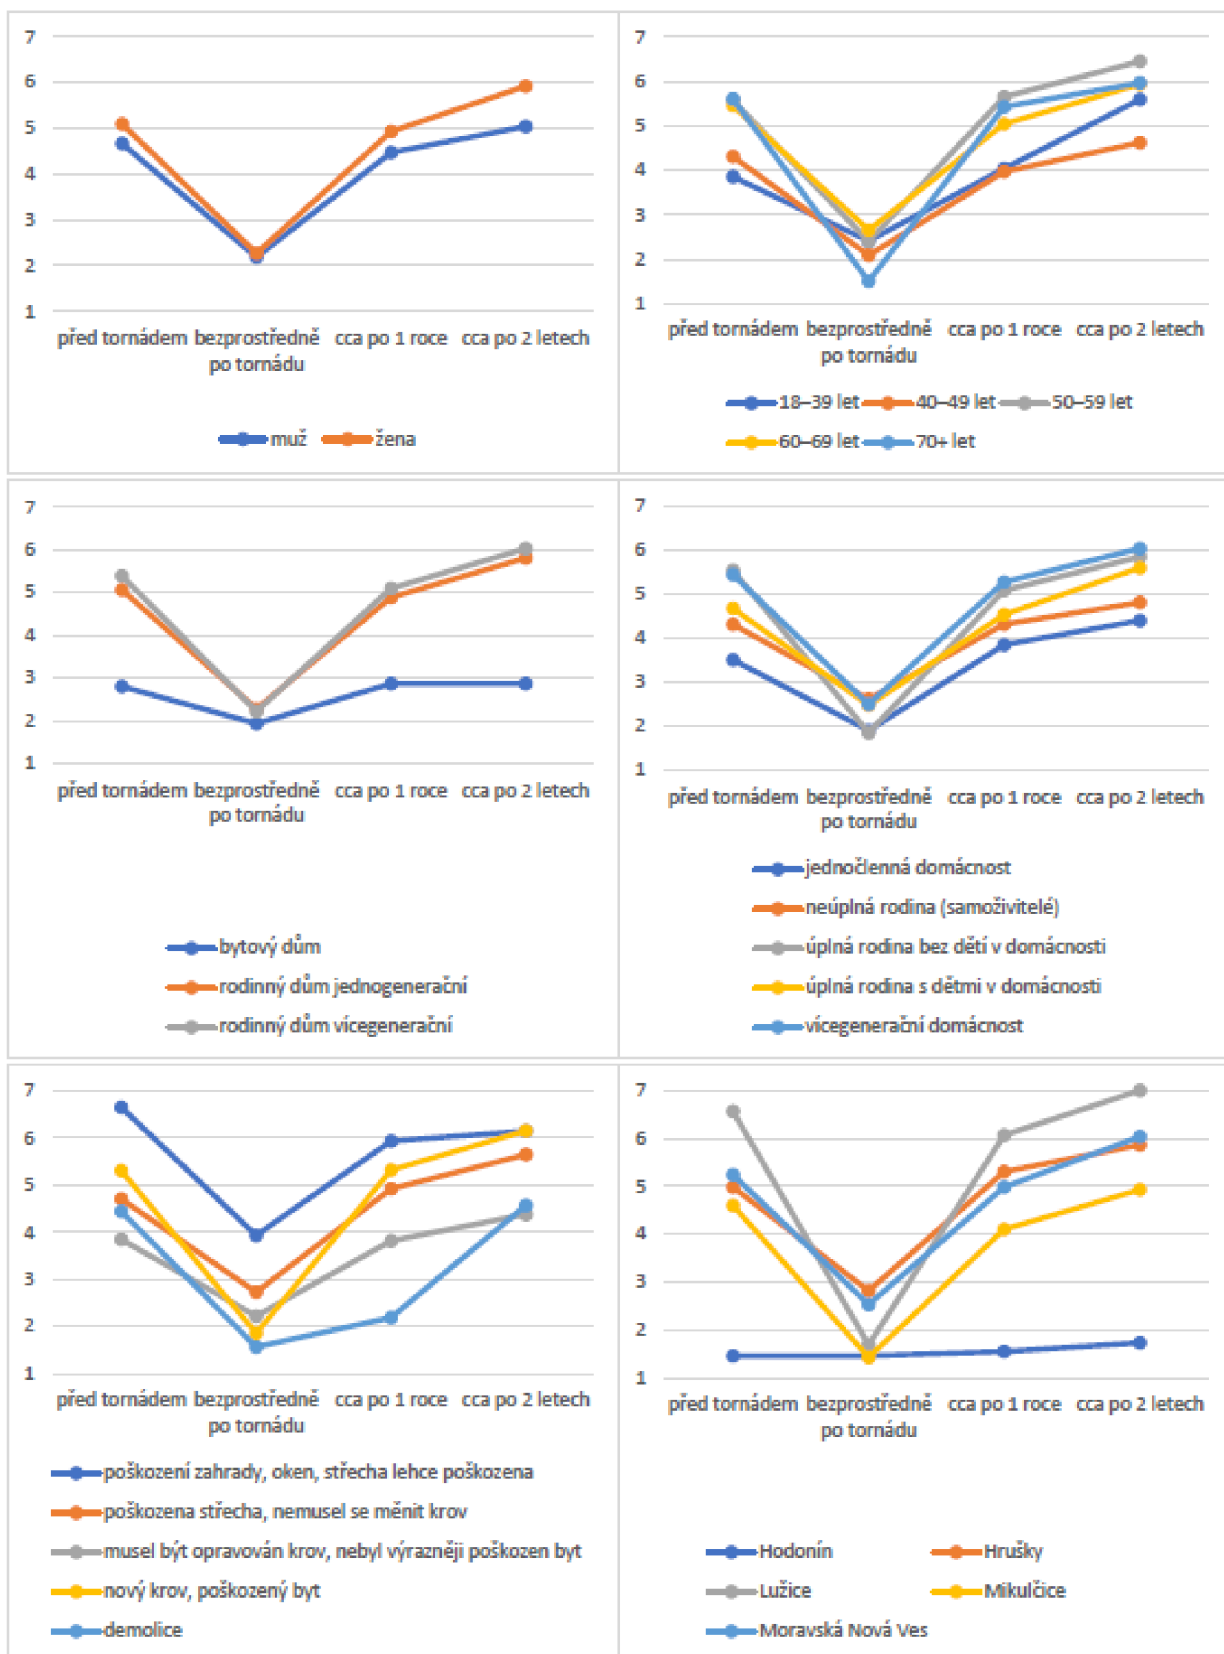 7
6
5
4
3
2
1
před tornádem bezprostředně cca po 1 roce cca po 2 letech
po tornádu
muž žena
7
6
5
4
3
2
1
před tornádem bezprostředně cca po 1 roce cca po 2 letech
po tornádu
18–39 let 40–49 let 50–59 let
60–69 let 70+ let
7
6
5
4
3
2
1
před tornádem bezprostředně cca po 1 roce cca po 2 letech
po tornádu
bytový dům
rodinný dům jednogenerační
rodinný dům vícegenerační
7
6
5
4
3
2
1
před tornádem bezprostředně cca po 1 roce cca po 2 letech
po tornádu
jednočlenná domácnost
neúplná rodina (samoživitelé)
úplná rodina bez dětí v domácnosti
úplná rodina s dětmi v domácnosti
vícegenerační domácnost
7
6
5
4
3
2
1
před tornádem bezprostředně cca po 1 roce cca po 2 letech
po tornádu
poškození zahrady, oken, střecha lehce poškozena
poškozena střecha, nemusel se měnit krov
musel být opravován krov, nebyl výrazněji poškozen byt
nový krov, poškozený byt
demolice
7
6
5
4
3
2
1
před tornádem bezprostředně cca po 1 roce cca po 2 letech
po tornádu
Hodonín Hrušky
Lužice Mikulčice
Moravská Nová Ves